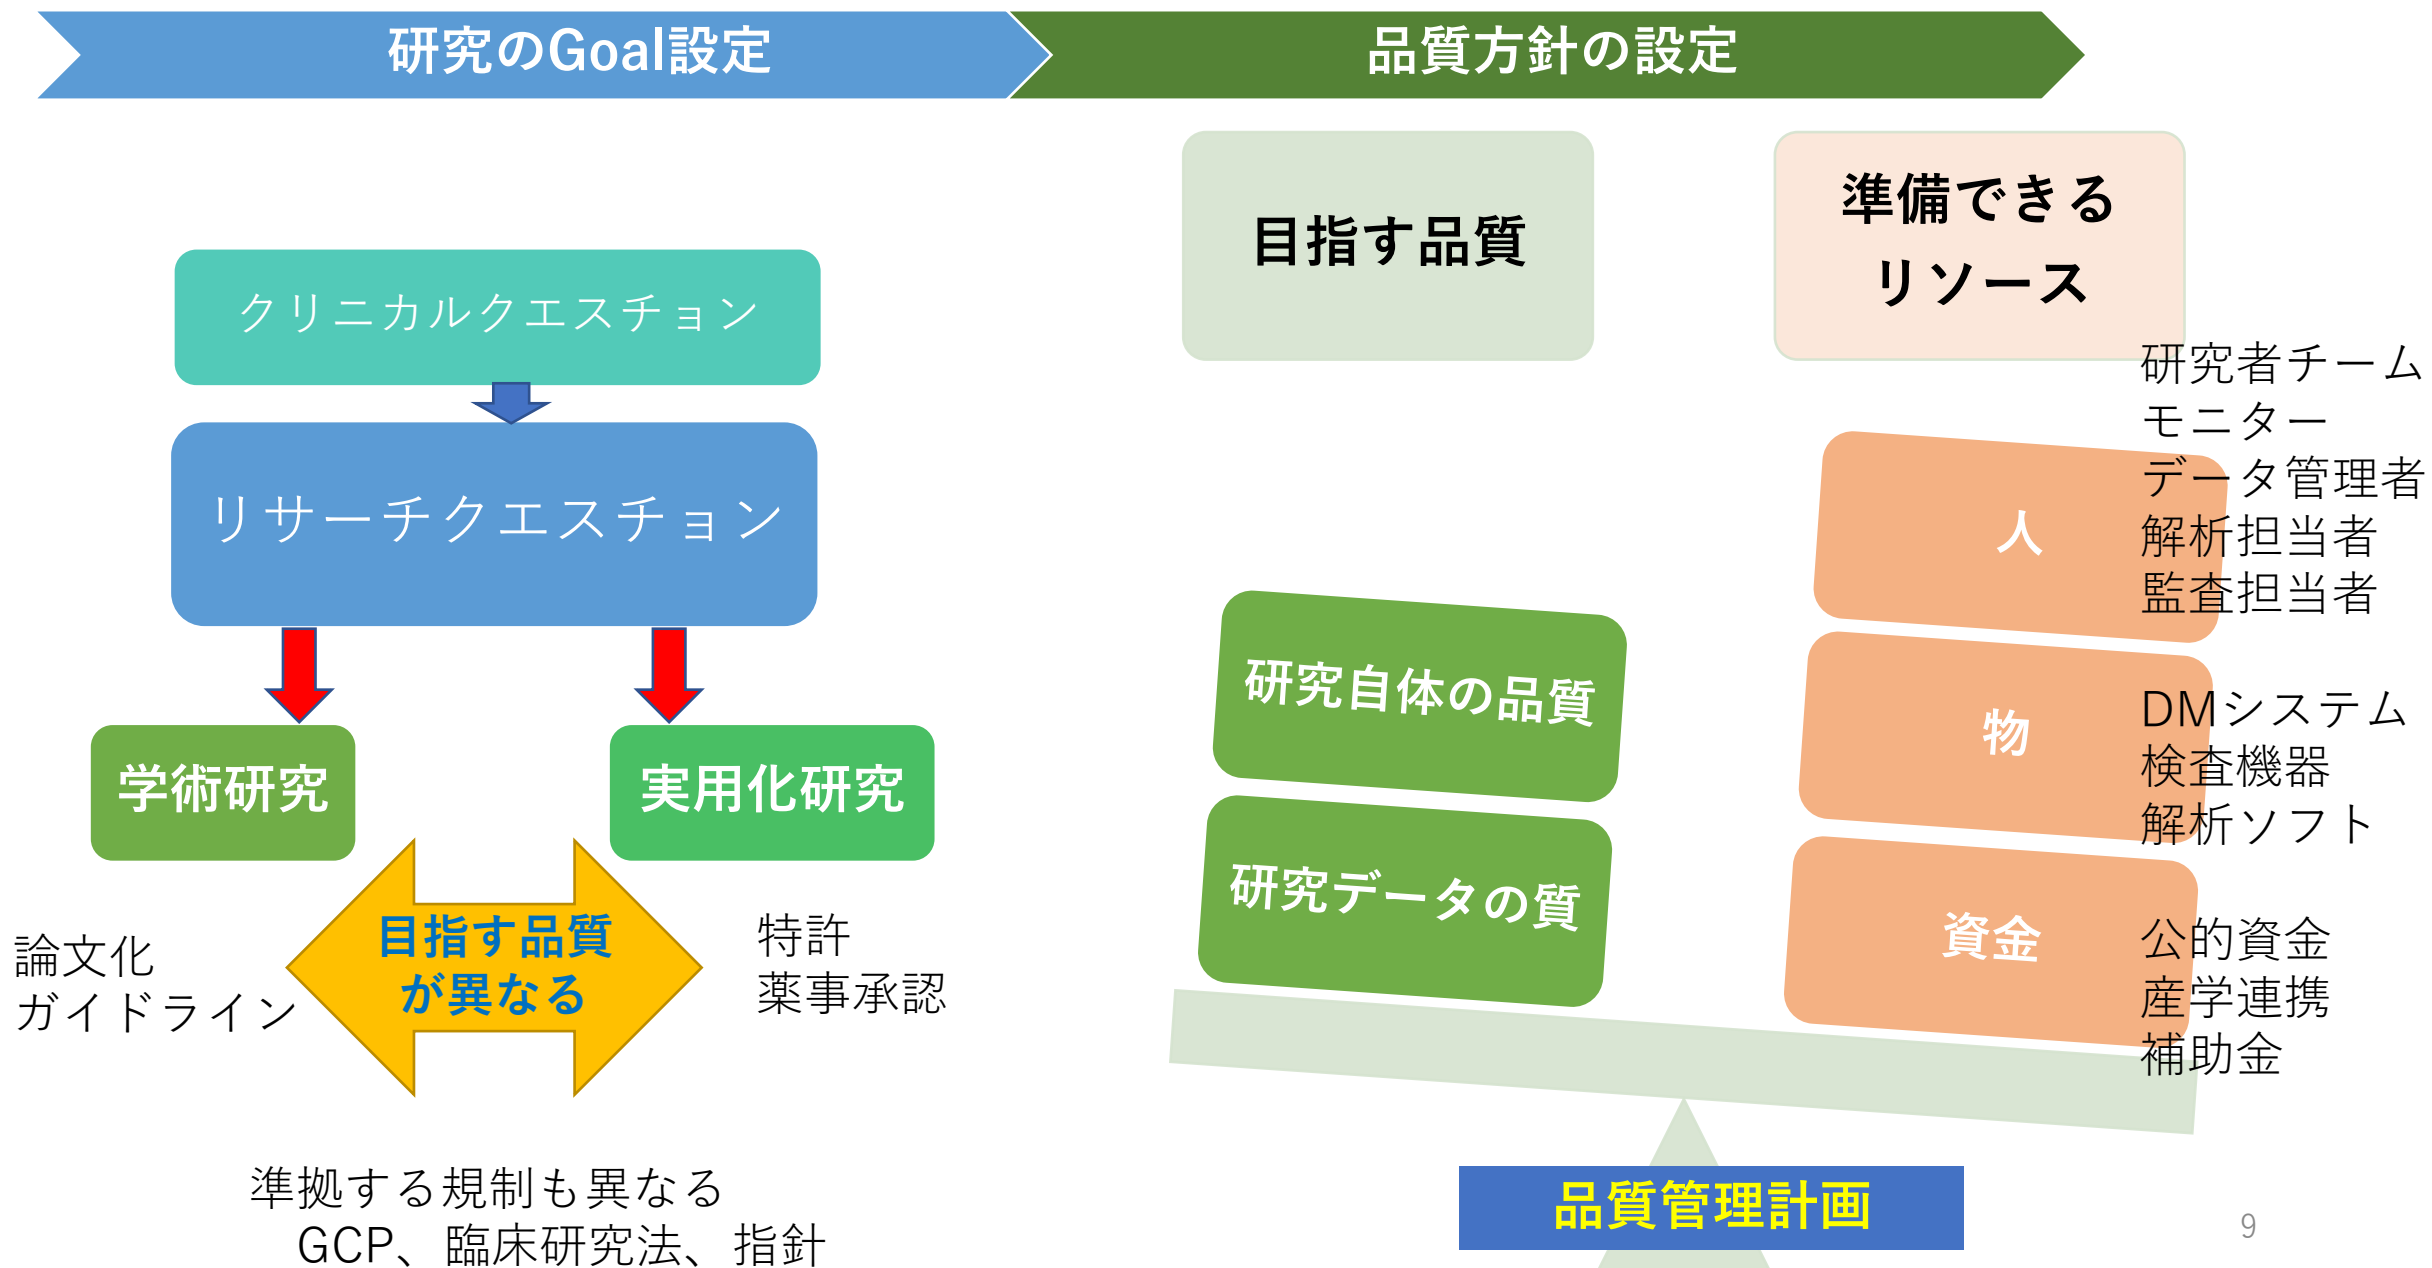 研究のGoal設定
品質方針の設定
クリニカルクエスチョン
リサーチクエスチョン
学術研究
実用化研究
目指す品質
が異なる
論文化
ガイドライン
特許
薬事承認
準拠する規制も異なる
GCP、臨床研究法、指針
目指す品質
準備できる
リソース
研究自体の品質
研究データの質
人
物
資金
研究者チーム
モニター
データ管理者
解析担当者
監査担当者
DMシステム
検査機器
解析ソフト
公的資金
産学連携
補助金
品質管理計画
9